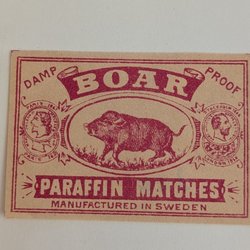 DAMP PROOF
BOAR
PARAFFIN MATCHES
MANUFACTURED IN SWEDEN